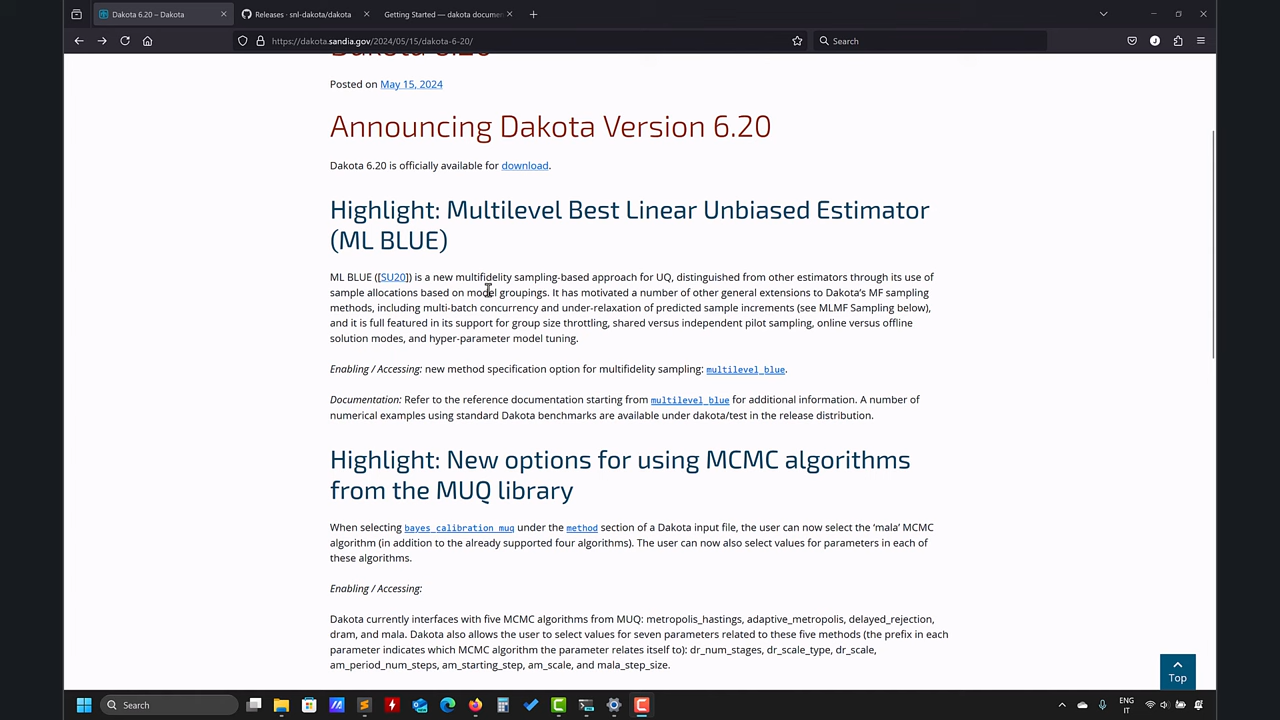 Dakota 6.20 – Dakota
Releases · snl-dakota/dakota
Getting Started — dakota documen
https://dakota.sandia.gov/2024/05/15/dakota-6-20/
Search
J
Dakota 6.20
Posted on May 15, 2024
Announcing Dakota Version 6.20
Dakota 6.20 is officially available for download.
Highlight: Multilevel Best Linear Unbiased Estimator
(ML BLUE)
ML BLUE ([SU20]) is a new multifidelity sampling-based approach for UQ, distinguished from other estimators through its use of
sample allocations based on model groupings. It has motivated a number of other general extensions to Dakota's MF sampling
methods, including multi-batch concurrency and under-relaxation of predicted sample increments (see MLMF Sampling below),
and it is full featured in its support for group size throttling, shared versus independent pilot sampling, online versus offline
solution modes, and hyper-parameter model tuning.
Enabling / Accessing: new method specification option for multifidelity sampling: multilevel_blue.
Documentation: Refer to the reference documentation starting from multilevel_blue for additional information. A number of
numerical examples using standard Dakota benchmarks are available under dakota/test in the release distribution.
Highlight: New options for using MCMC algorithms
from the MUQ library
When selecting bayes_calibration_muq under the method section of a Dakota input file, the user can now select the 'mala' MCMC
algorithm (in addition to the already supported four algorithms). The user can now also select values for parameters in each of
these algorithms.
Enabling / Accessing:
Dakota currently interfaces with five MCMC algorithms from MUQ: metropolis_hastings, adaptive_metropolis, delayed_rejection,
dram, and mala. Dakota also allows the user to select values for seven parameters related to these five methods (the prefix in each
parameter indicates which MCMC algorithm the parameter relates itself to): dr_num_stages, dr_scale_type, dr_scale,
am_period_num_steps, am_starting_step, am_scale, and mala_step_size.
Top
Search
ENG
IT